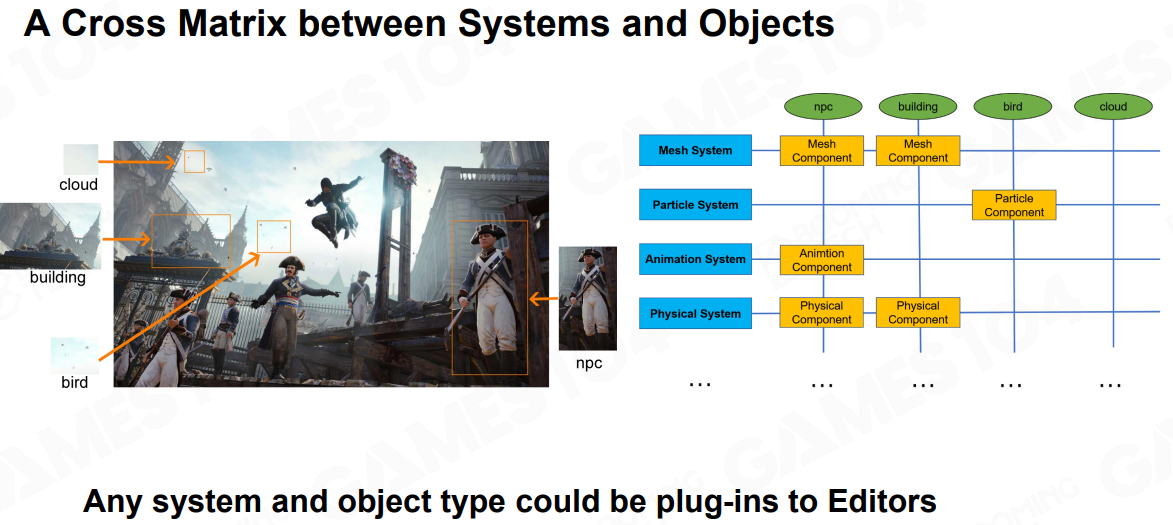 A Cross Matrix between Systems and Objects
cloud
building
bird
npc
npc
building
bird
cloud
Mesh System
Mesh
Component
Mesh
Component
Particle System
Particle
Component
Animation System
Animtion
Component
Physical System
Physical
Component
Physical
Component
...
...
...
...
...
Any system and object type could be plug-ins to Editors
GAMES 104